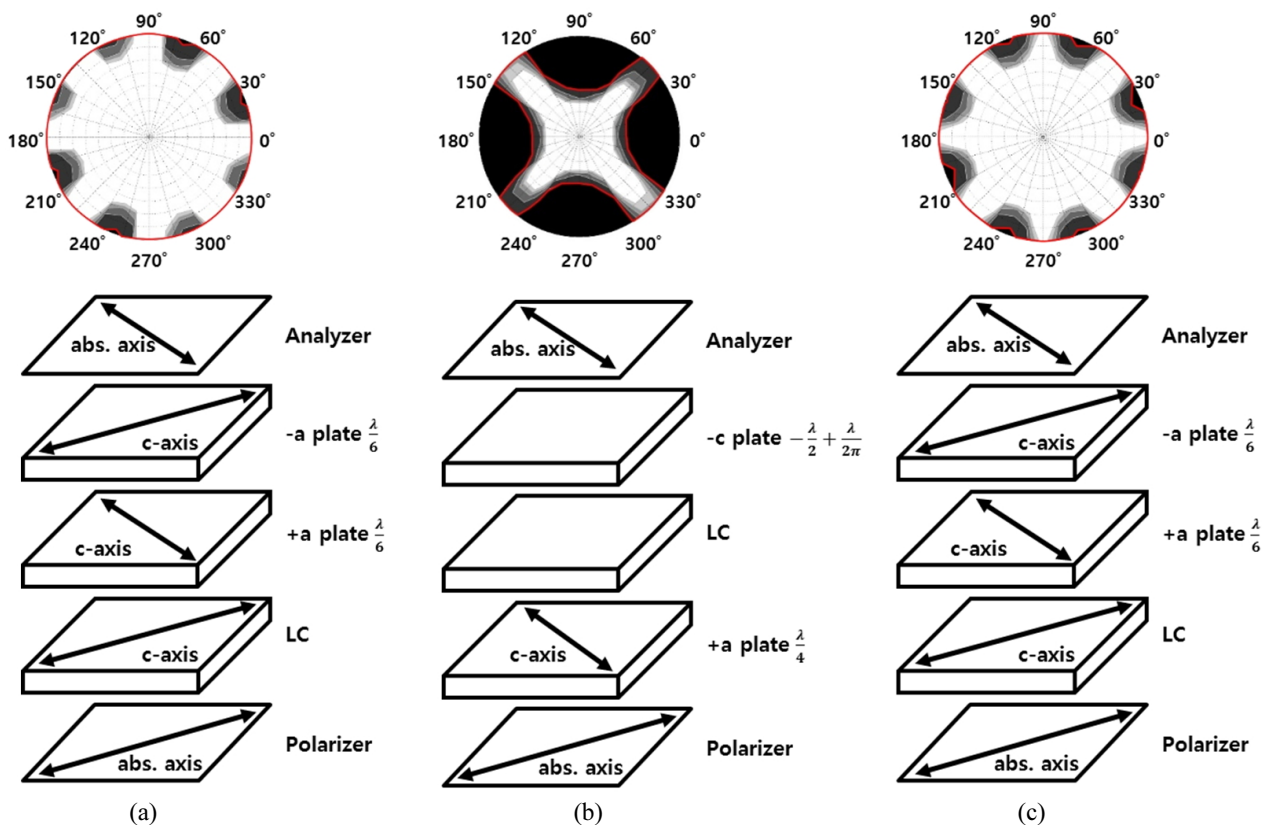 90°
120° 60°
150° 30°
180° 0°
210° 330°
240° 300°
270°
90°
120° 60°
150° 30°
180° 0°
210° 330°
240° 300°
270°
90°
120° 60°
150° 30°
180° 0°
210° 330°
240° 300°
270°
abs. axis Analyzer
c-axis -a plate λ/6
c-axis +a plate λ/6
c-axis LC
abs. axis Polarizer
(a)
abs. axis Analyzer
-c plate −λ/2 + λ/2π
LC
c-axis +a plate λ/4
abs. axis Polarizer
(b)
abs. axis Analyzer
c-axis -a plate λ/6
c-axis +a plate λ/6
c-axis LC
abs. axis Polarizer
(c)